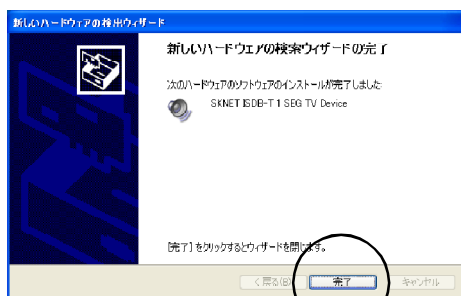 新しいハードウェアの検出ウィザード
新しいハードウェアの検索ウィザードの完了
次のハードウェアのソフトウェアのインストールが完了しました
SKNET ISDB-T 1 SEG TV Device
[完了] をクリックするとウィザードを閉じます。
< 戻る(B)
完了
キャンセル